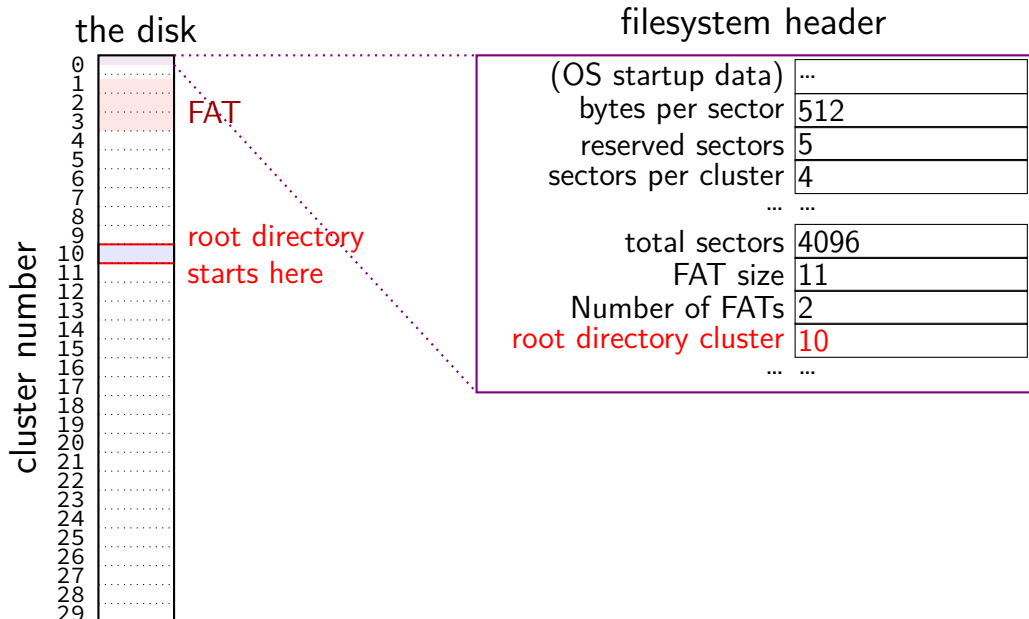 the disk
filesystem header
0
1
2
3
4
5
6
7
8
9
10
11
12
13
14
15
16
17
18
19
20
21
22
23
24
25
26
27
28
29
cluster number
FAT
root directory
starts here
(OS startup data) ...
bytes per sector 512
reserved sectors 5
sectors per cluster 4
... ...
total sectors 4096
FAT size 11
Number of FATs 2
root directory cluster 10
... ...